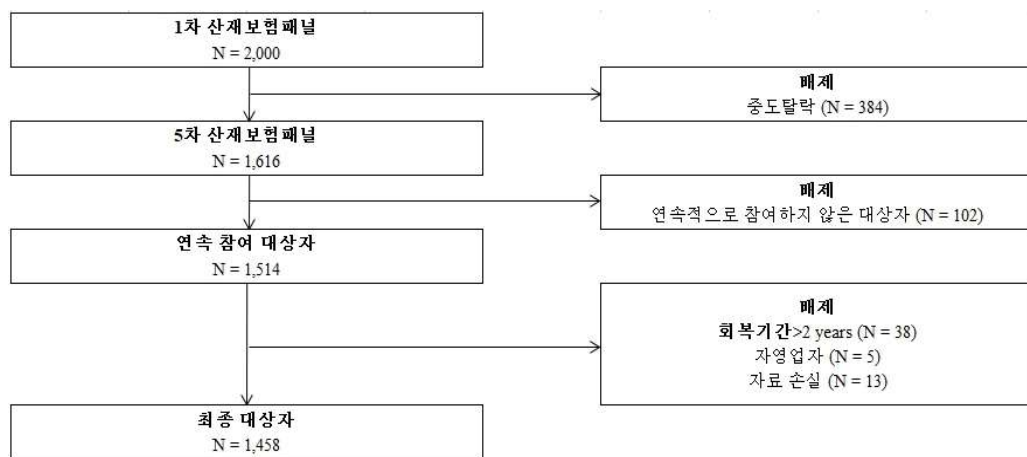 1차 산재보험패널
N = 2,000
배제
중도탈락 (N = 384)
5차 산재보험패널
N = 1,616
배제
연속적으로 참여하지 않은 대상자 (N = 102)
연속 참여 대상자
N = 1,514
배제
회복기간>2 years (N = 38)
자영업자 (N = 5)
자료 손실 (N = 13)
최종 대상자
N = 1,458